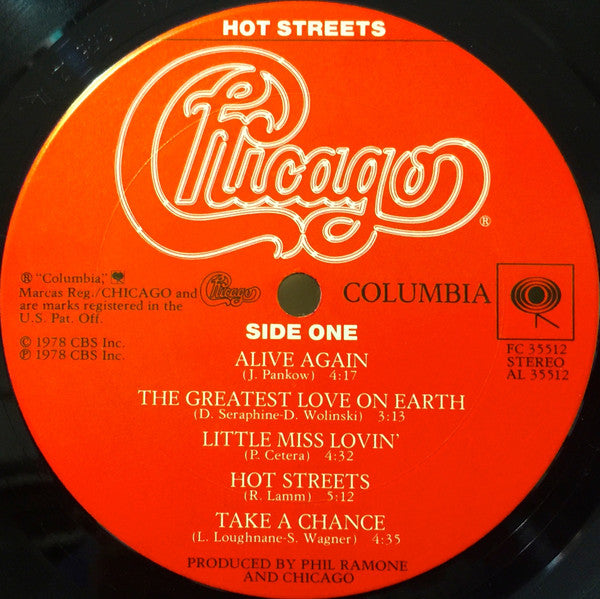 HOT STREETS
Chicago
®
® "Columbia,"
Marcas Reg./CHICAGO and
are marks registered in the
U.S. Pat. Off.
Chicago
COLUMBIA
© 1978 CBS Inc.
℗ 1978 CBS Inc.
FC 35512
STEREO
AL 35512
SIDE ONE
ALIVE AGAIN
(J. Pankow) 4:17
THE GREATEST LOVE ON EARTH
(D. Seraphine-D. Wolinski) 3:13
LITTLE MISS LOVIN'
(P. Cetera) 4:32
HOT STREETS
(R. Lamm) 5:12
TAKE A CHANCE
(L. Loughnane-S. Wagner) 4:35
PRODUCED BY PHIL RAMONE
AND CHICAGO